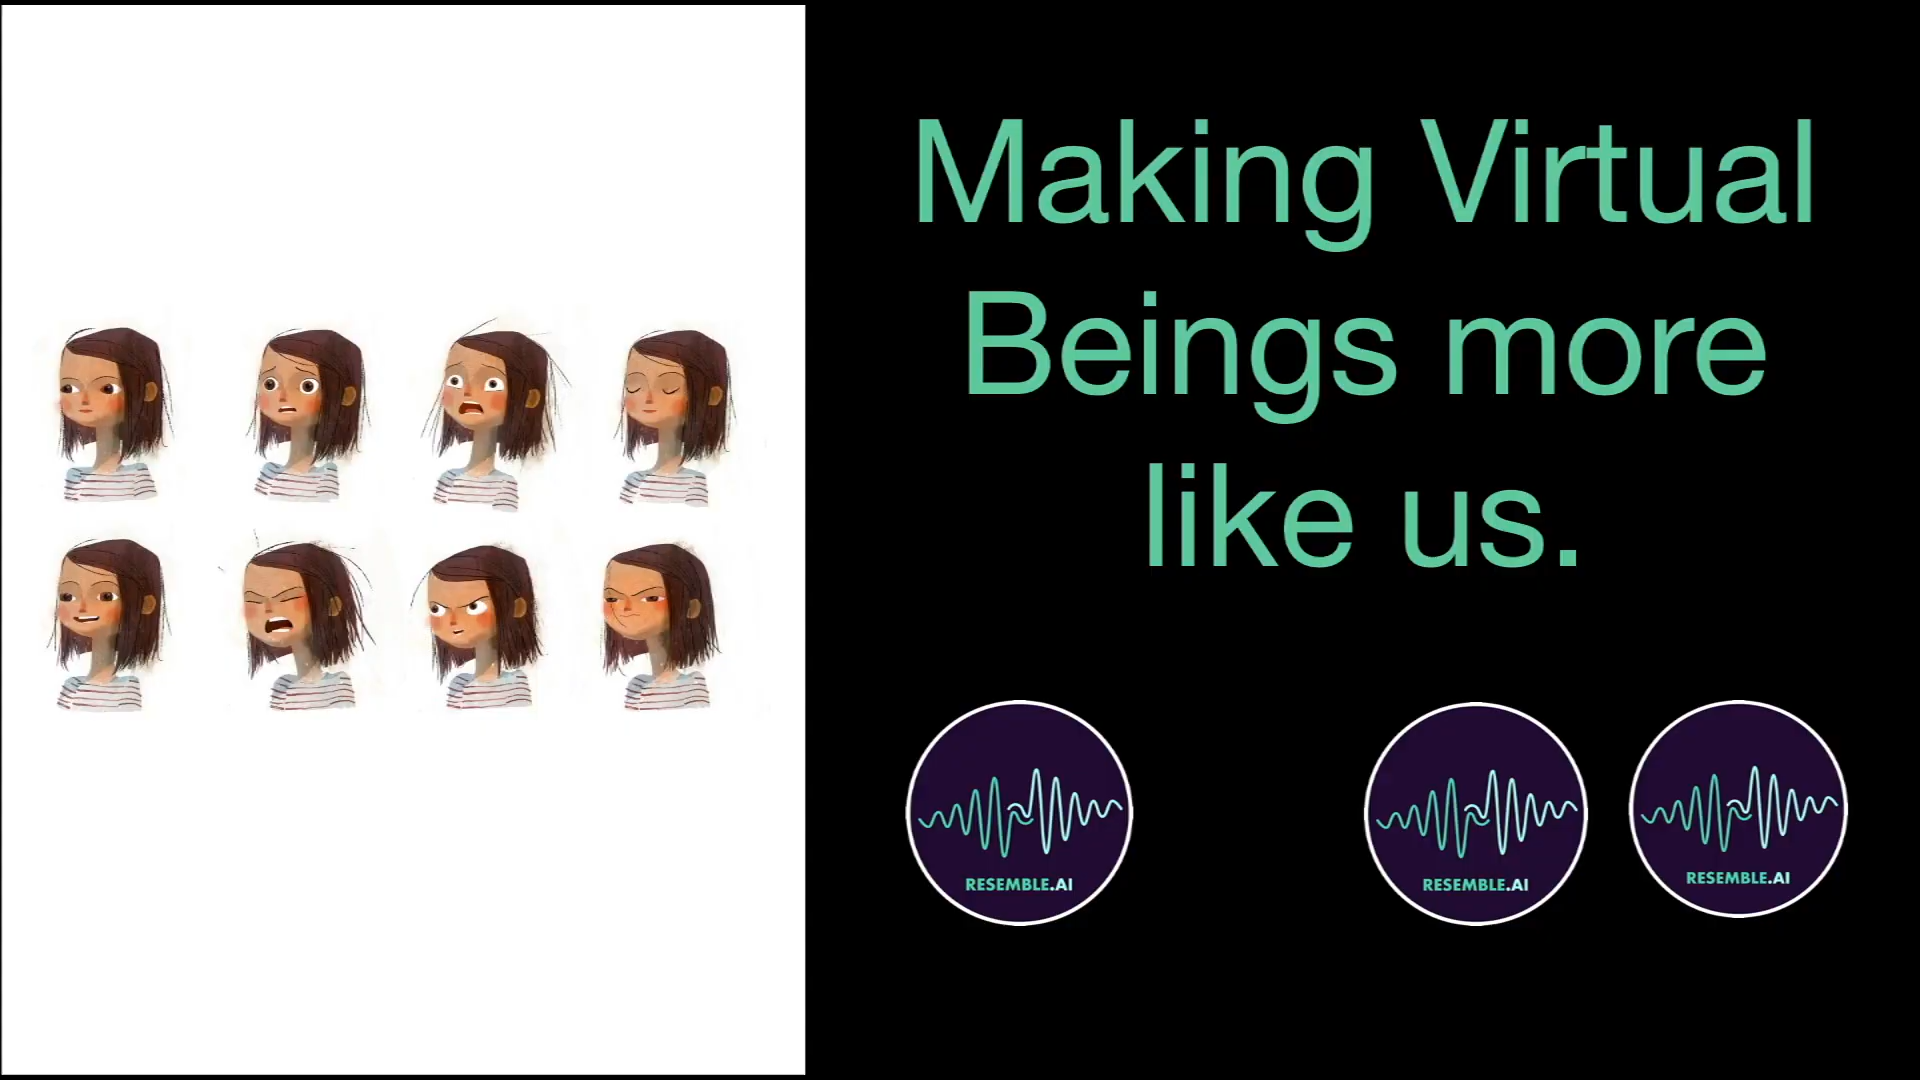 Making Virtual
Beings more
like us.
RESEMBLE.AI
RESEMBLE.AI
RESEMBLE.AI